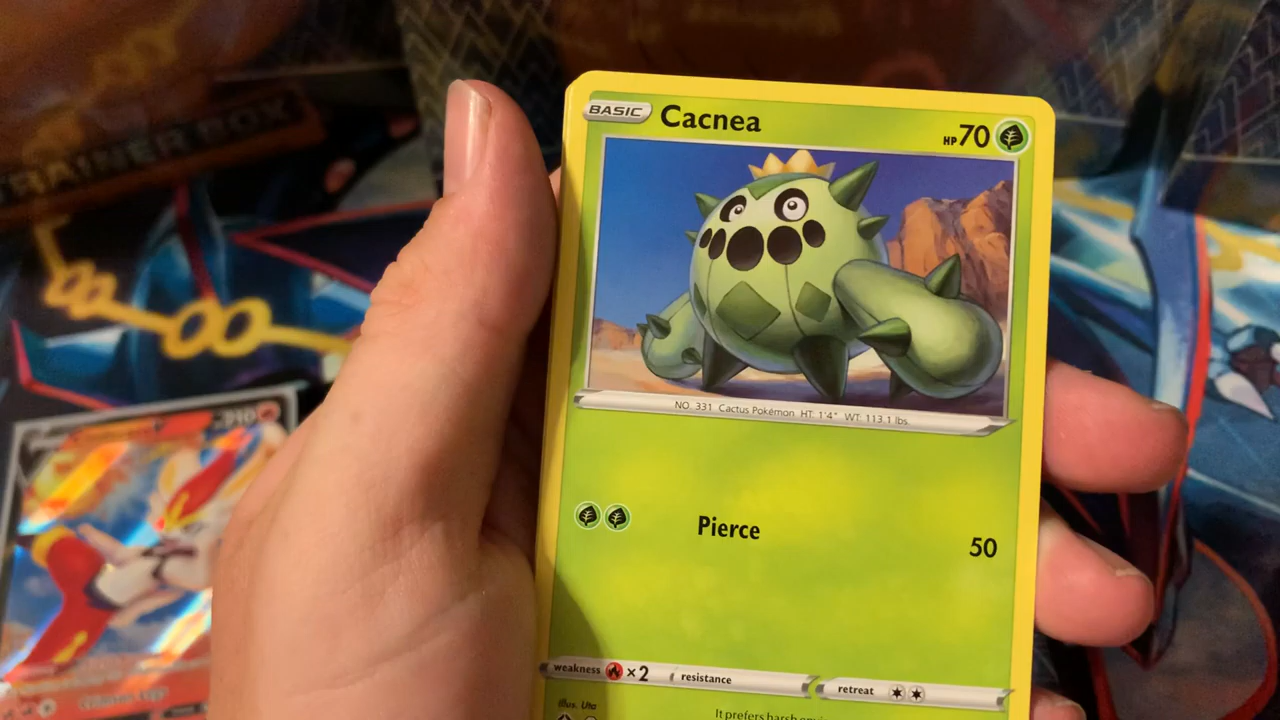 TRAINER BOX
BASIC Cacnea HP 70
NO. 331 Cactus Pokémon HT: 1'4" WT: 113.1 lbs.
Pierce 50
weakness ×2 resistance retreat
Illus. Uta
It prefers harsh